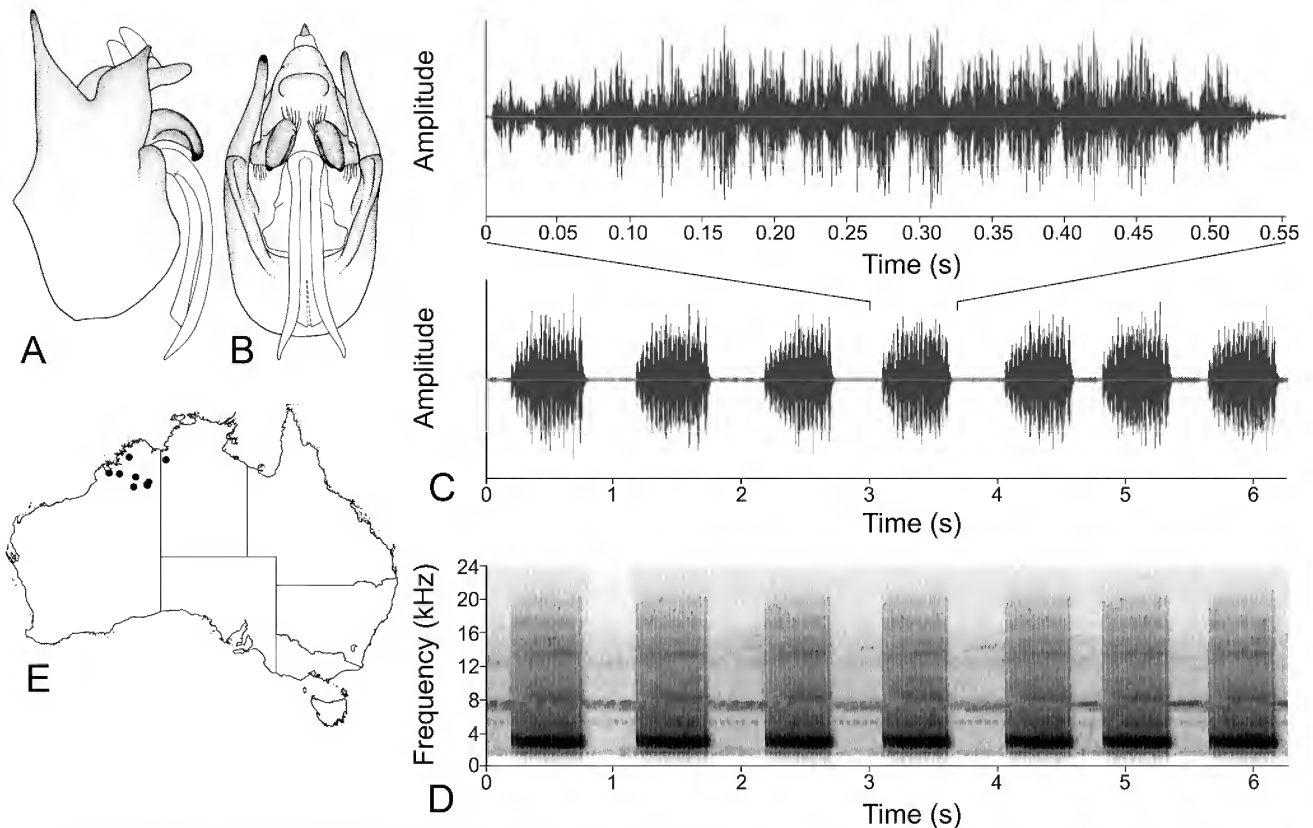 A
B
Amplitude
0 0.05 0.10 0.15 0.20 0.25 0.30 0.35 0.40 0.45 0.50 0.55
Time (s)
Amplitude
C
0 1 2 3 4 5 6
Time (s)
E
Frequency (kHz)
24
20
16
12
8
4
0
D
0 1 2 3 4 5 6
Time (s)